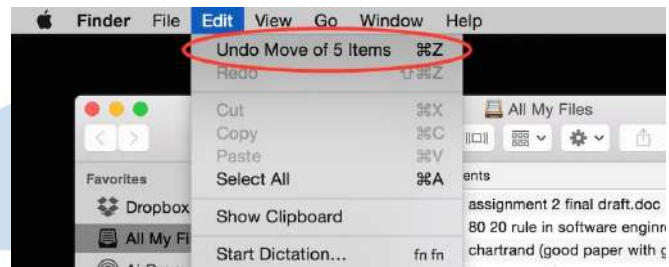 Finder File Edit View Go Window Help
Undo Move of 5 Items ⌘Z
Redo ⇧⌘Z
Cut ⌘X
Copy ⌘C
Paste ⌘V
Select All ⌘A
Show Clipboard
Start Dictation... fn fn
All My Files
Favorites
Dropbox
All My Fi
ents
assignment 2 final draft.doc
80 20 rule in software enginr
chartrand (good paper with g